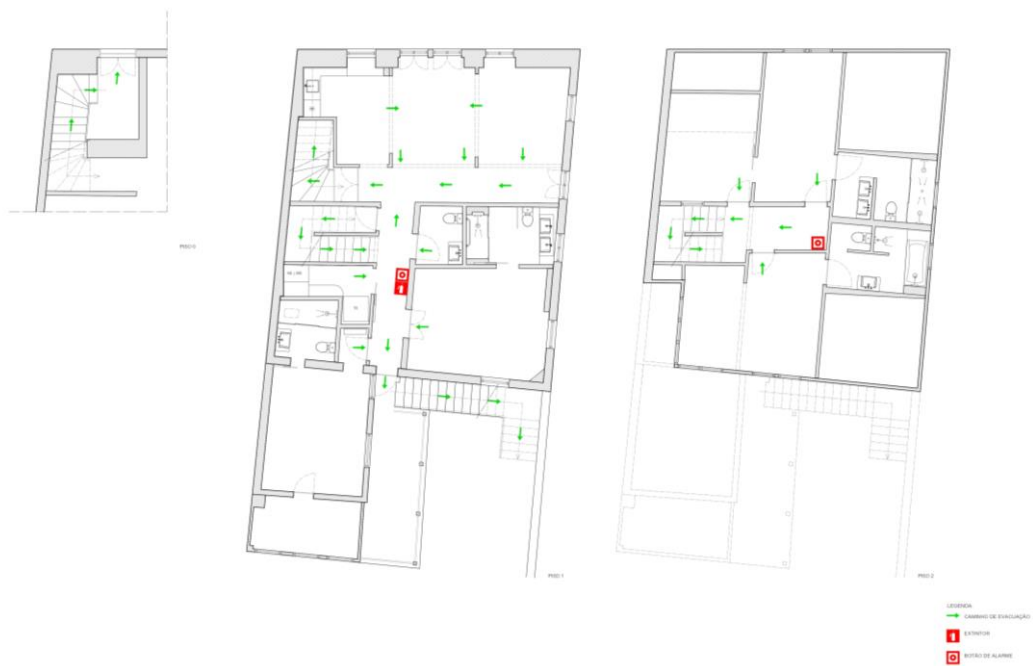 PISO 0
PISO 1
PISO 2
LEGENDA
CAMINHO DE EVACUAÇÃO
EXTINTOR
BOTÃO DE ALARME